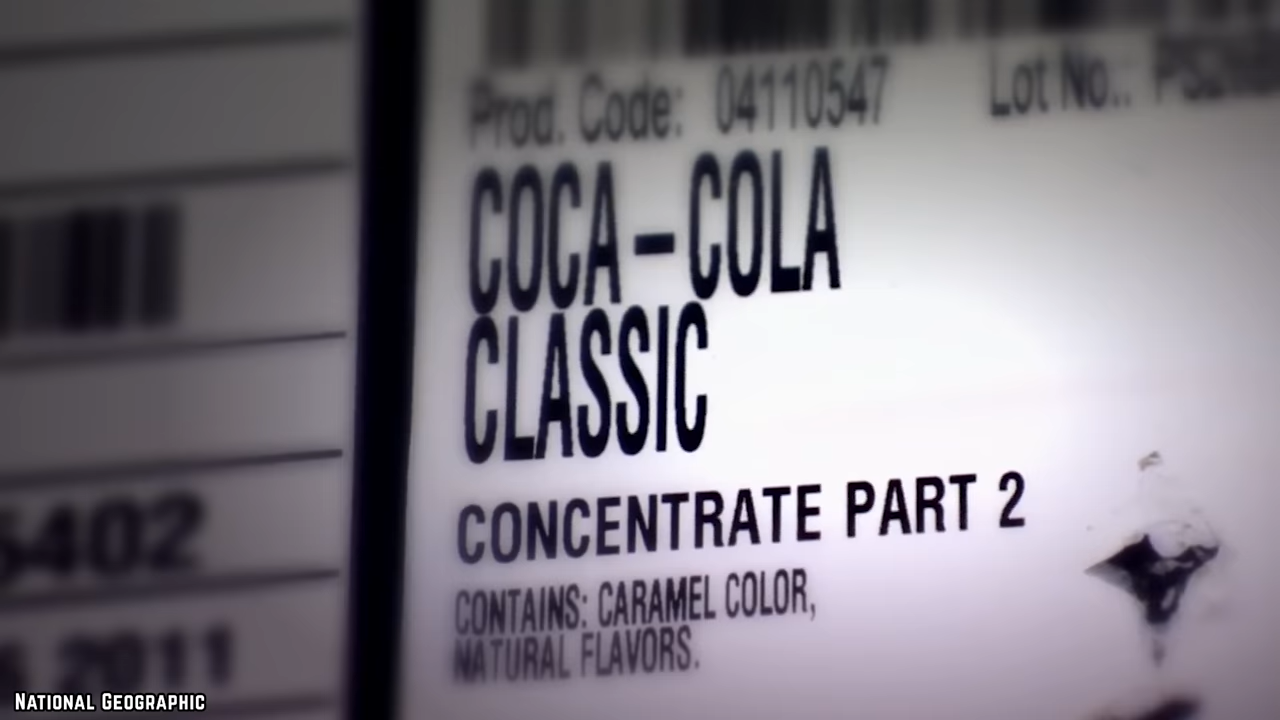 Prod. Code: 04110547 Lot No.:
COCA-COLA
CLASSIC
CONCENTRATE PART 2
CONTAINS: CARAMEL COLOR,
NATURAL FLAVORS.
5402
2011
NATIONAL GEOGRAPHIC